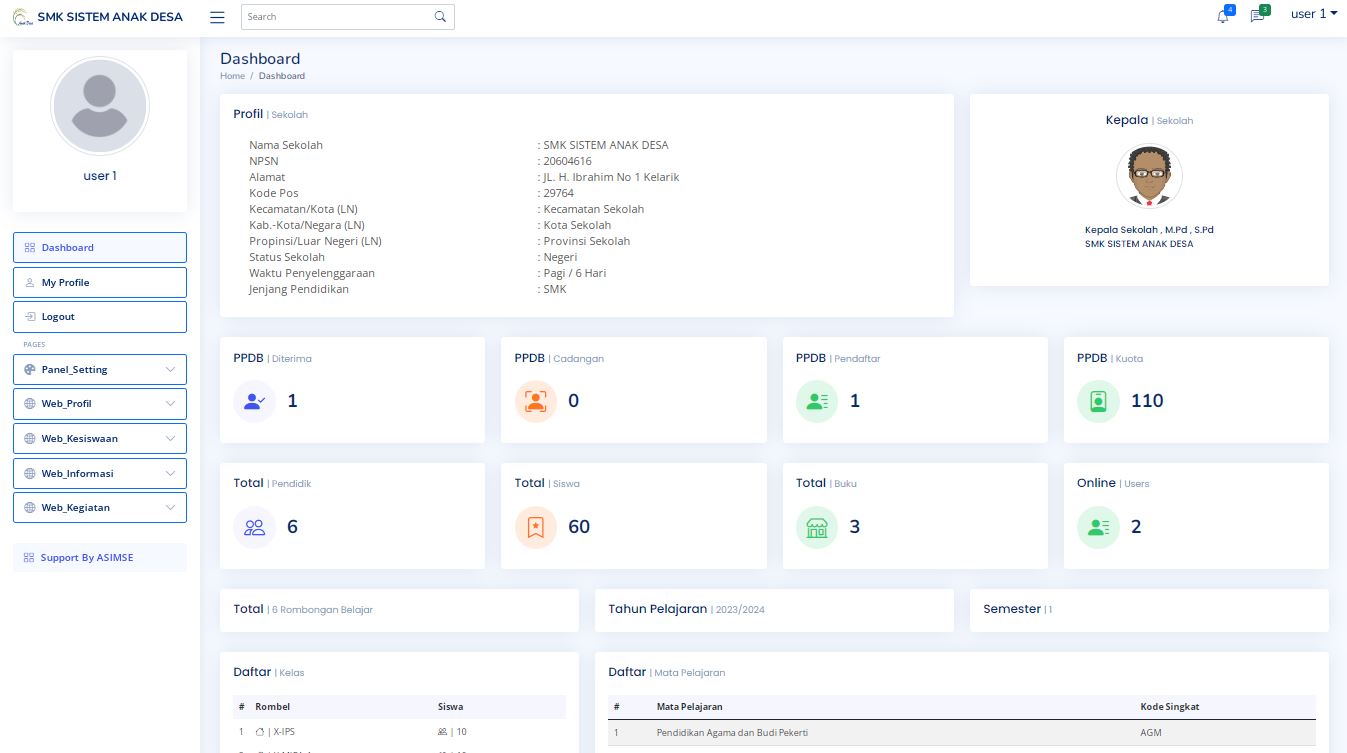 SMK SISTEM ANAK DESA
Search
4
3
user 1
user 1
Dashboard
My Profile
Logout
PAGES
Panel_Setting
Web_Profil
Web_Kesiswaan
Web_Informasi
Web_Kegiatan
Support By ASIMSE
Dashboard
Home / Dashboard
Profil | Sekolah
Nama Sekolah : SMK SISTEM ANAK DESA
NPSN : 20604616
Alamat : JL. H. Ibrahim No 1 Kelarik
Kode Pos : 29764
Kecamatan/Kota (LN) : Kecamatan Sekolah
Kab.-Kota/Negara (LN) : Kota Sekolah
Propinsi/Luar Negeri (LN) : Provinsi Sekolah
Status Sekolah : Negeri
Waktu Penyelenggaraan : Pagi / 6 Hari
Jenjang Pendidikan : SMK
Kepala | Sekolah
Kepala Sekolah , M.Pd , S.Pd
SMK SISTEM ANAK DESA
PPDB | Diterima
1
PPDB | Cadangan
0
PPDB | Pendaftar
1
PPDB | Kuota
110
Total | Pendidik
6
Total | Siswa
60
Total | Buku
3
Online | Users
2
Total | 6 Rombongan Belajar
Tahun Pelajaran | 2023/2024
Semester | 1
Daftar | Kelas
# Rombel Siswa
1 | X-IPS | 10
Daftar | Mata Pelajaran
# Mata Pelajaran Kode Singkat
1 Pendidikan Agama dan Budi Pekerti AGM